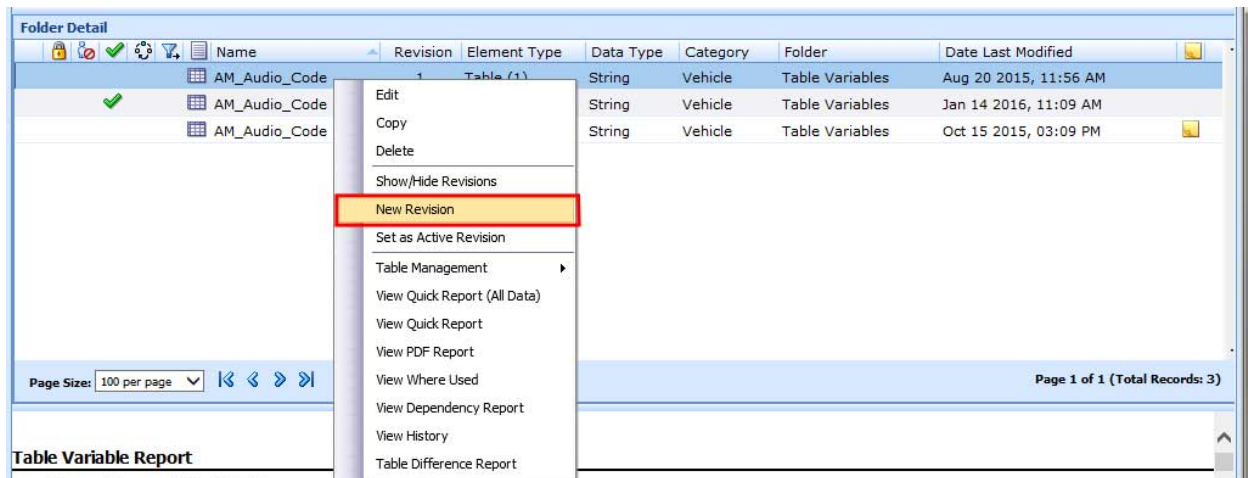 Folder Detail
Name Revision Element Type Data Type Category Folder Date Last Modified
AM_Audio_Code 1 Table (1) String Vehicle Table Variables Aug 20 2015, 11:56 AM
AM_Audio_Code String Vehicle Table Variables Jan 14 2016, 11:09 AM
AM_Audio_Code String Vehicle Table Variables Oct 15 2015, 03:09 PM
Edit
Copy
Delete
Show/Hide Revisions
New Revision
Set as Active Revision
Table Management
View Quick Report (All Data)
View Quick Report
View PDF Report
View Where Used
View Dependency Report
View History
Table Difference Report
Page Size: 100 per page
Page 1 of 1 (Total Records: 3)
Table Variable Report